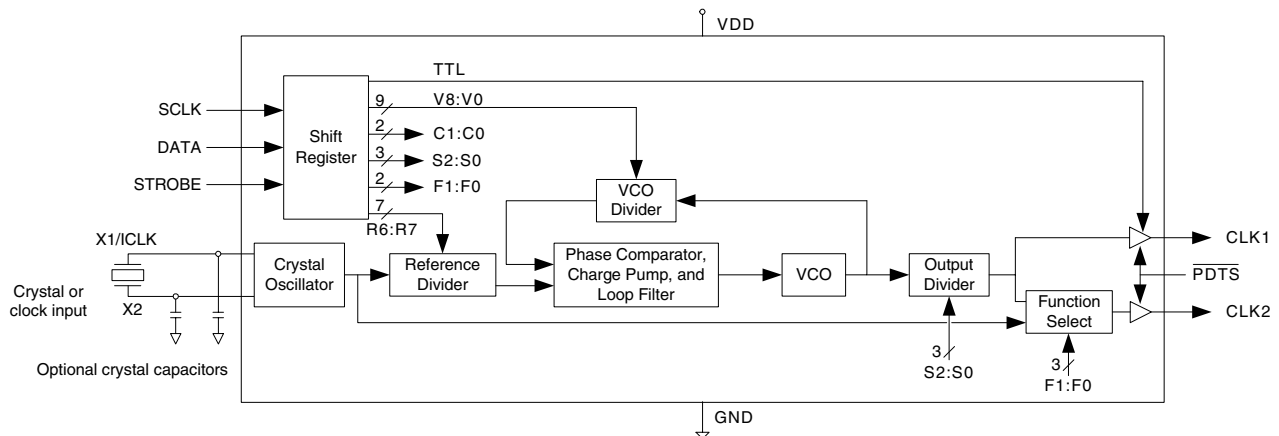 VDD
TTL
SCLK
9
V8:V0
2
C1:C0
DATA
Shift
Register
3
S2:S0
STROBE
2
F1:F0
VCO
Divider
7
R6:R7
X1/ICLK
CLK1
Crystal
Oscillator
Reference
Divider
Phase Comparator,
Charge Pump, and
Loop Filter
VCO
Output
Divider
PDTS
Crystal or
clock input
X2
Function
Select
CLK2
Optional crystal capacitors
3
S2:S0
3
F1:F0
GND